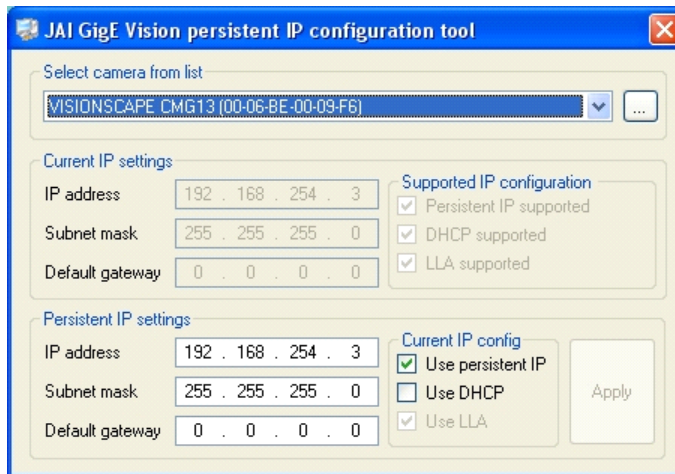 JAI GigE Vision persistent IP configuration tool
Select camera from list
VISIONSCAPE CMG13 (00-06-BE-00-09-F6)
...
Current IP settings
IP address 192 . 168 . 254 . 3
Subnet mask 255 . 255 . 255 . 0
Default gateway 0 . 0 . 0 . 0
Supported IP configuration
Persistent IP supported
DHCP supported
LLA supported
Persistent IP settings
IP address 192 . 168 . 254 . 3
Subnet mask 255 . 255 . 255 . 0
Default gateway 0 . 0 . 0 . 0
Current IP config
Use persistent IP
Use DHCP
Use LLA
Apply